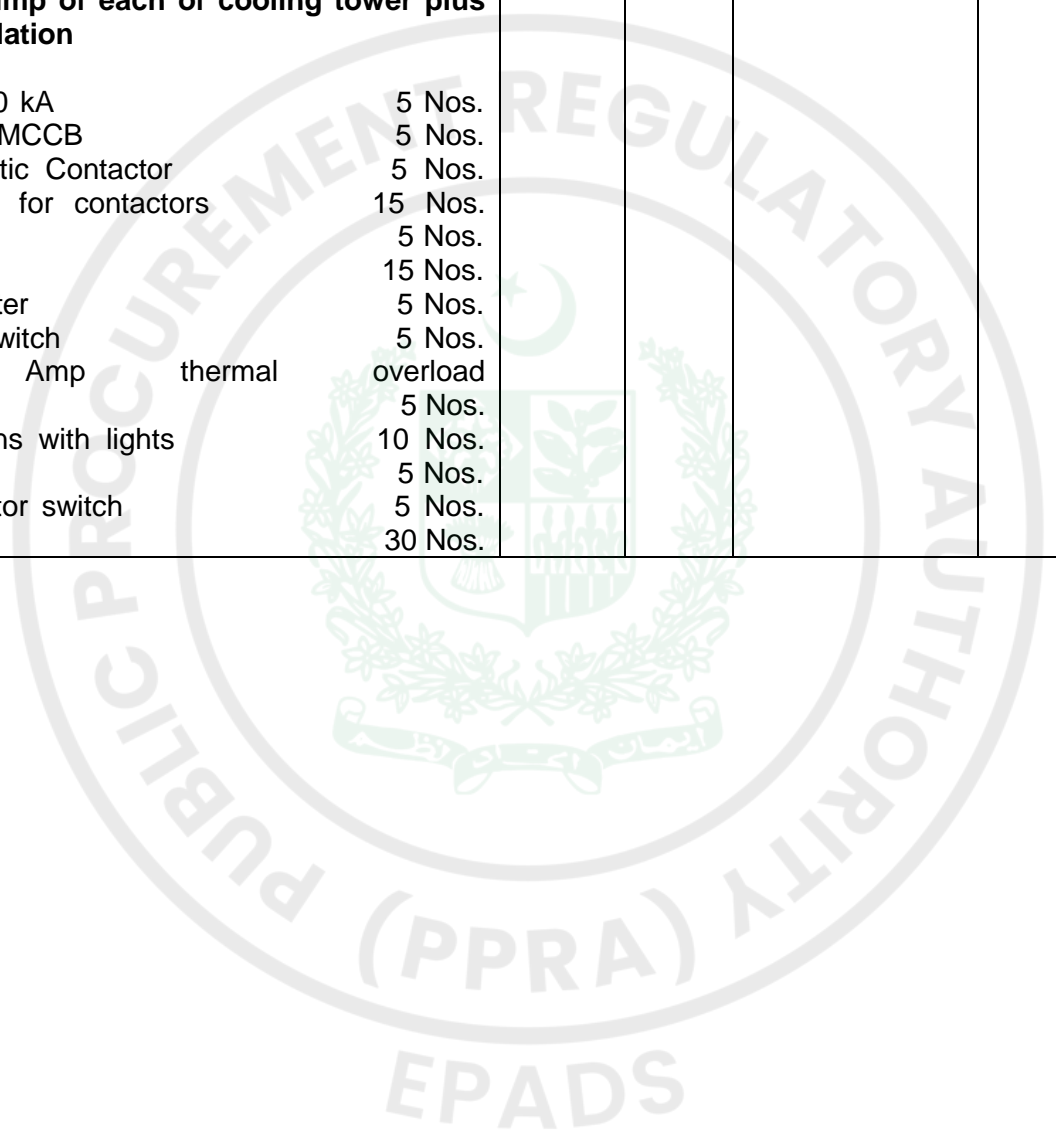 mp of each of cooling tower plus
lation
0 kA 5 Nos.
MCCB 5 Nos.
tic Contactor 5 Nos.
for contactors 15 Nos.
5 Nos.
15 Nos.
ter 5 Nos.
witch 5 Nos.
Amp thermal overload
5 Nos.
ns with lights 10 Nos.
5 Nos.
tor switch 5 Nos.
30 Nos.
PUBLIC PROCUREMENT REGULATORY AUTHORITY
(PPRA)
EPADS